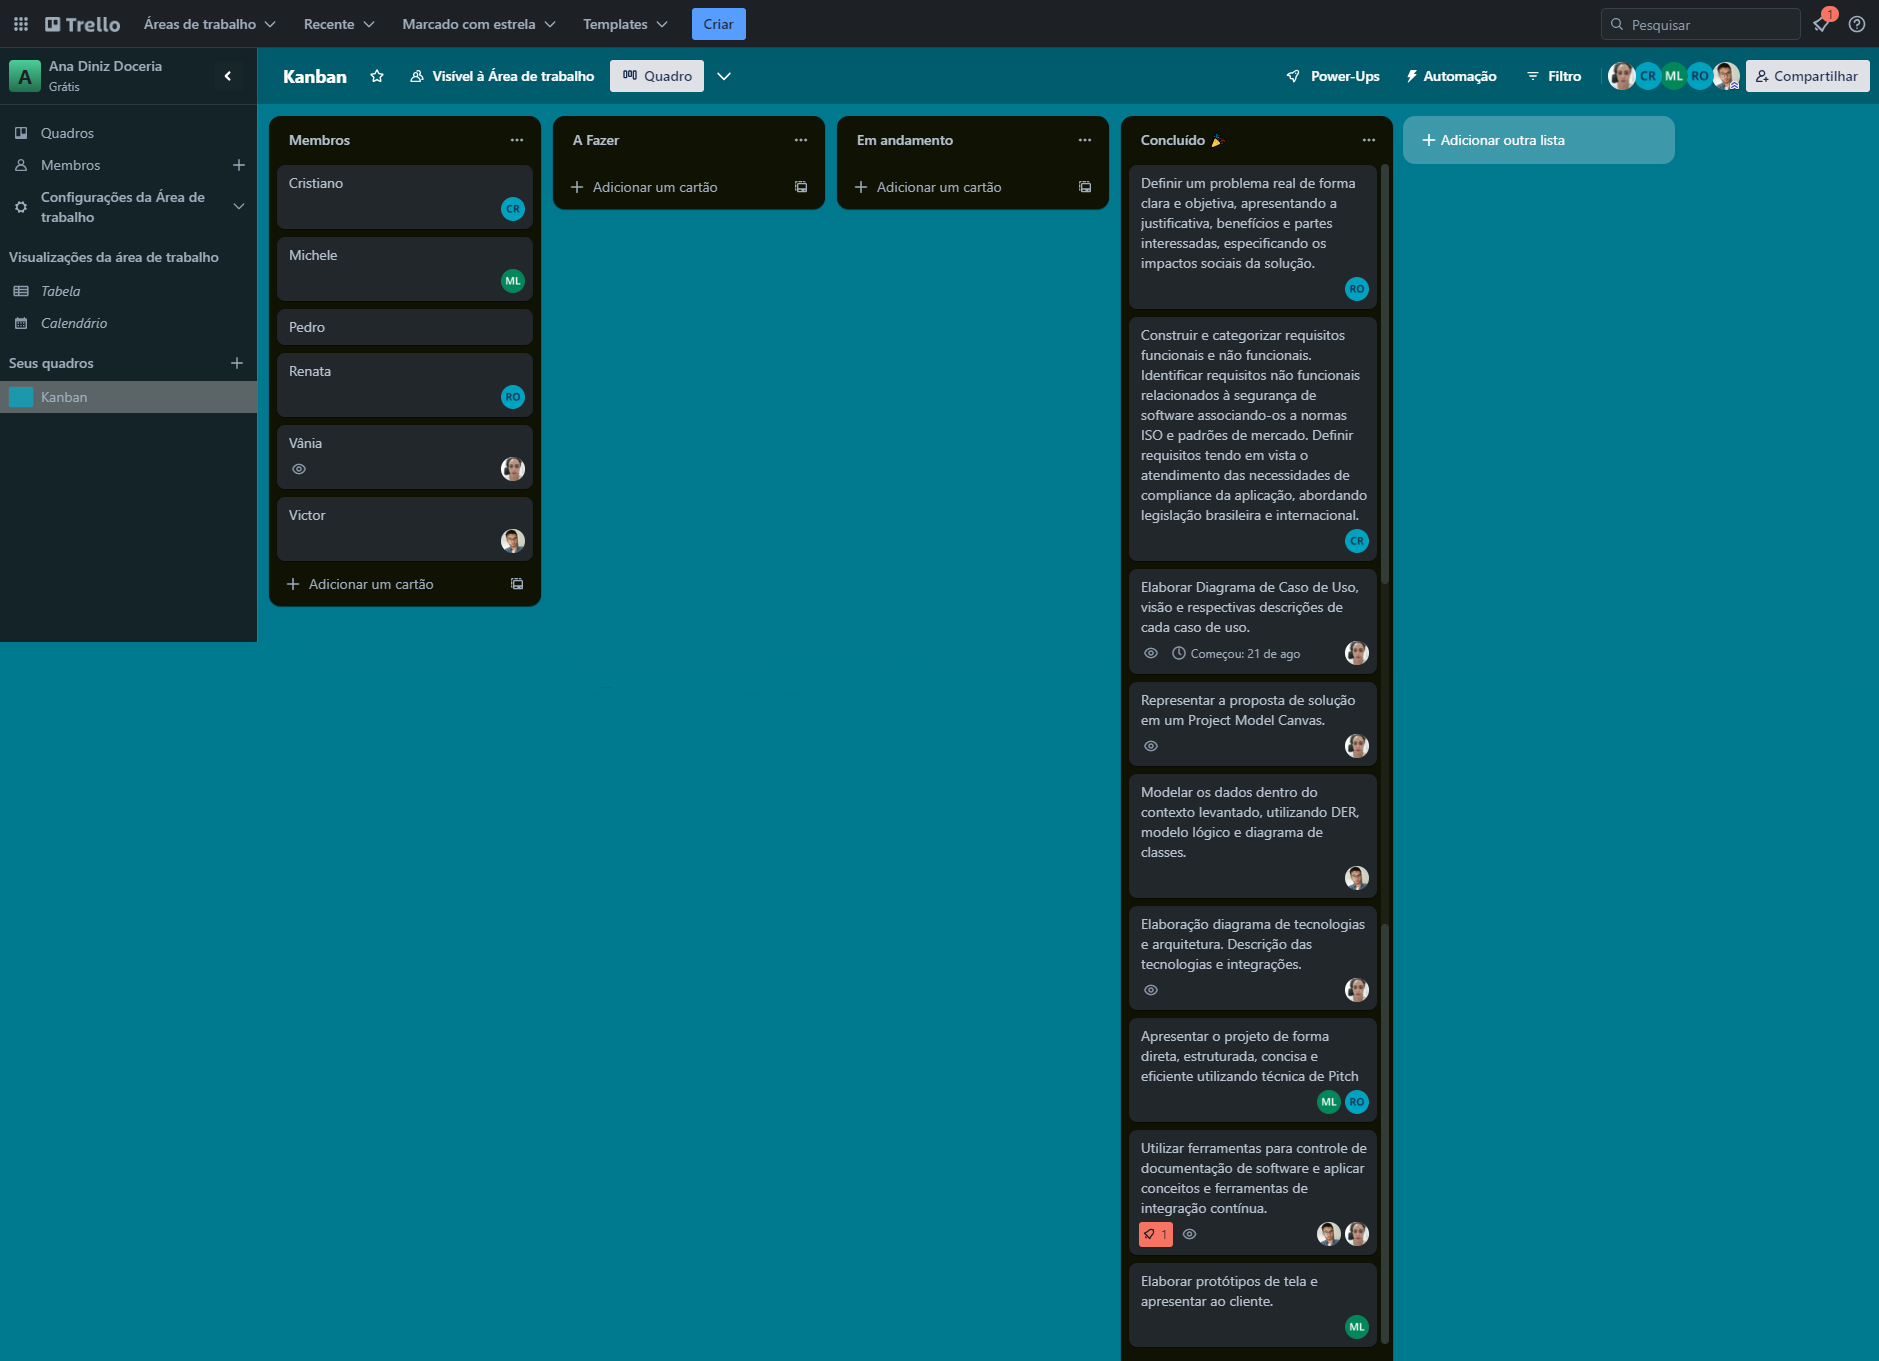 Trello
Áreas de trabalho
Recente
Marcado com estrela
Templates
Criar
Pesquisar
1
A
Ana Diniz Doceria
Grátis
Kanban
Visível à Área de trabalho
Quadro
Power-Ups
Automação
Filtro
CR
ML
RO
Compartilhar
Quadros
Membros
Configurações da Área de
trabalho
Visualizações da área de trabalho
Tabela
Calendário
Seus quadros
Kanban
Membros
Cristiano
CR
Michele
ML
Pedro
Renata
RO
Vânia
Victor
Adicionar um cartão
A Fazer
Adicionar um cartão
Em andamento
Adicionar um cartão
Concluído
Definir um problema real de forma
clara e objetiva, apresentando a
justificativa, benefícios e partes
interessadas, especificando os
impactos sociais da solução.
RO
Construir e categorizar requisitos
funcionais e não funcionais.
Identificar requisitos não funcionais
relacionados à segurança de
software associando-os a normas
ISO e padrões de mercado. Definir
requisitos tendo em vista o
atendimento das necessidades de
compliance da aplicação, abordando
legislação brasileira e internacional.
CR
Elaborar Diagrama de Caso de Uso,
visão e respectivas descrições de
cada caso de uso.
Começou: 21 de ago
Representar a proposta de solução
em um Project Model Canvas.
Modelar os dados dentro do
contexto levantado, utilizando DER,
modelo lógico e diagrama de
classes.
Elaboração diagrama de tecnologias
e arquitetura. Descrição das
tecnologias e integrações.
Apresentar o projeto de forma
direta, estruturada, concisa e
eficiente utilizando técnica de Pitch
ML RO
Utilizar ferramentas para controle de
documentação de software e aplicar
conceitos e ferramentas de
integração contínua.
1
Elaborar protótipos de tela e
apresentar ao cliente.
ML
Adicionar outra lista